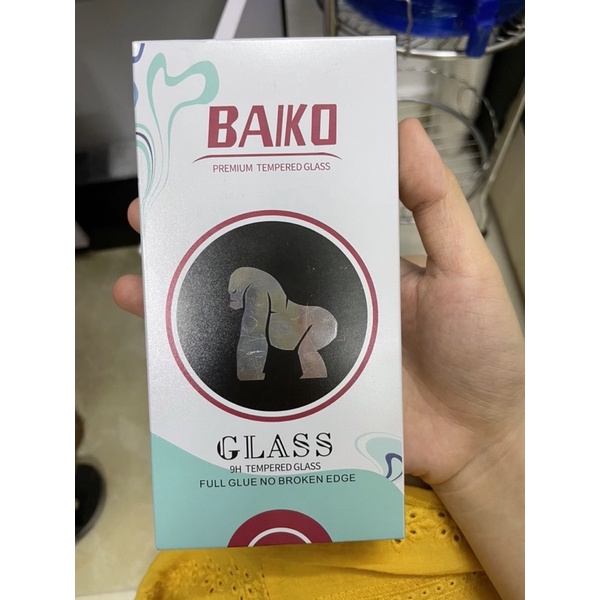 BAIKO
PREMIUM TEMPERED GLASS
GLASS
9H TEMPERED GLASS
FULL GLUE NO BROKEN EDGE